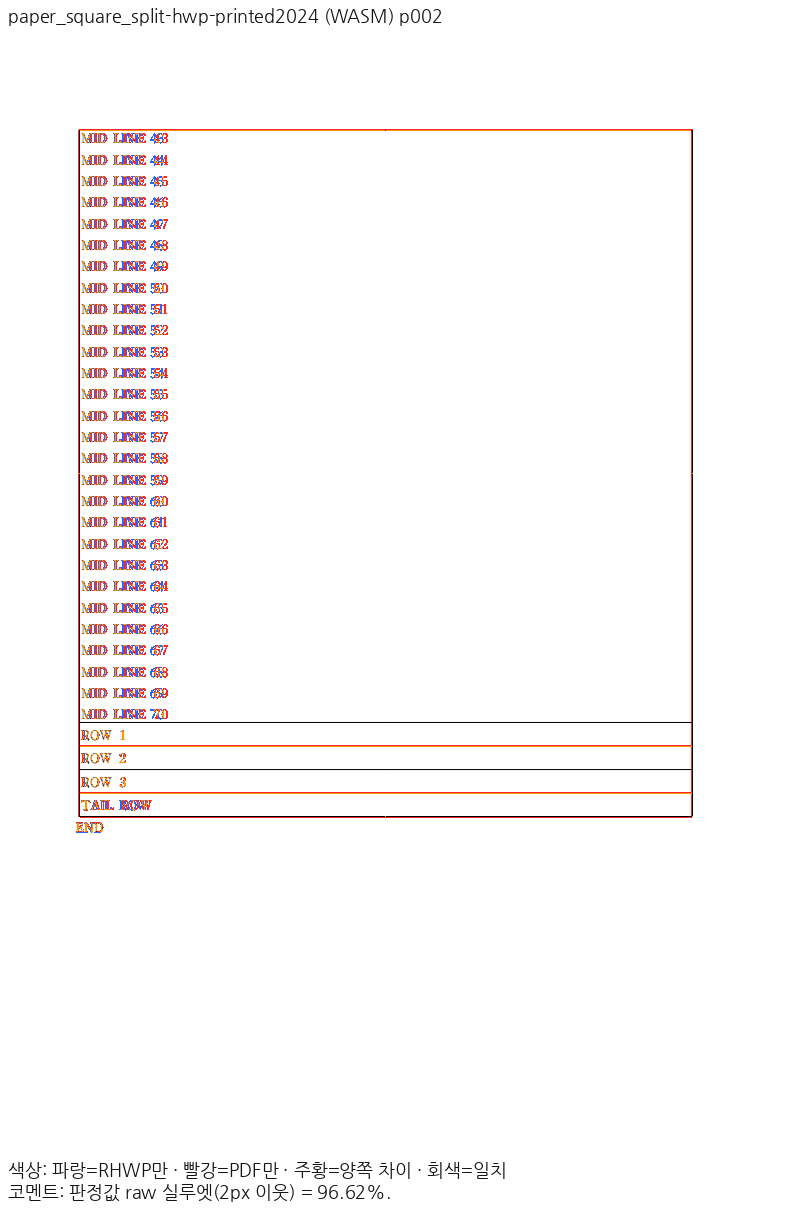 paper_square_split-hwp-printed2024 (WASM) p002
MID LINE 43
MID LINE 44
MID LINE 45
MID LINE 46
MID LINE 47
MID LINE 48
MID LINE 49
MID LINE 50
MID LINE 51
MID LINE 52
MID LINE 53
MID LINE 54
MID LINE 55
MID LINE 56
MID LINE 57
MID LINE 58
MID LINE 59
MID LINE 60
MID LINE 61
MID LINE 62
MID LINE 63
MID LINE 64
MID LINE 65
MID LINE 66
MID LINE 67
MID LINE 68
MID LINE 69
MID LINE 70
ROW 1
ROW 2
ROW 3
TAIL ROW
END
색상: 파랑=RHWP만 · 빨강=PDF만 · 주황=양쪽 차이 · 회색=일치
코멘트: 판정값 raw 실루엣(2px 이웃) = 96.62%.